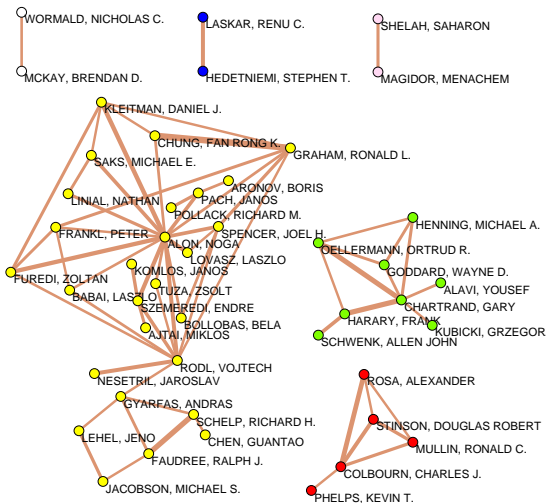 WORMALD, NICHOLAS C.
LASKAR, RENU C.
SHELAH, SAHARON
MCKAY, BRENDAN D.
HEDETNIEMI, STEPHEN T.
MAGIDOR, MENACHEM
KLEITMAN, DANIEL J.
CHUNG, FAN RONG K.
GRAHAM, RONALD L.
SAKS, MICHAEL E.
ARONOV, BORIS
LINIAL, NATHAN
PACH, JANOS
POLLACK, RICHARD M.
HENNING, MICHAEL A.
FRANKL, PETER
SPENCER, JOEL H.
ALON, NOGA
OELLERMANN, ORTRUD R.
LOVASZ, LASZLO
KOMLOS, JANOS
GODDARD, WAYNE D.
FUREDI, ZOLTAN
TUZA, ZSOLT
ALAVI, YOUSEF
BABAI, LASZLO
SZEMEREDI, ENDRE
CHARTRAND, GARY
BOLLOBAS, BELA
HARARY, FRANK
AJTAI, MIKLOS
KUBICKI, GRZEGOR
SCHWENK, ALLEN JOHN
RODL, VOJTECH
NESETRIL, JAROSLAV
ROSA, ALEXANDER
GYARFAS, ANDRAS
SCHELP, RICHARD H.
STINSON, DOUGLAS ROBERT
LEHEL, JENO
CHEN, GUANTAO
MULLIN, RONALD C.
FAUDREE, RALPH J.
COLBOURN, CHARLES J.
JACOBSON, MICHAEL S.
PHELPS, KEVIN T.